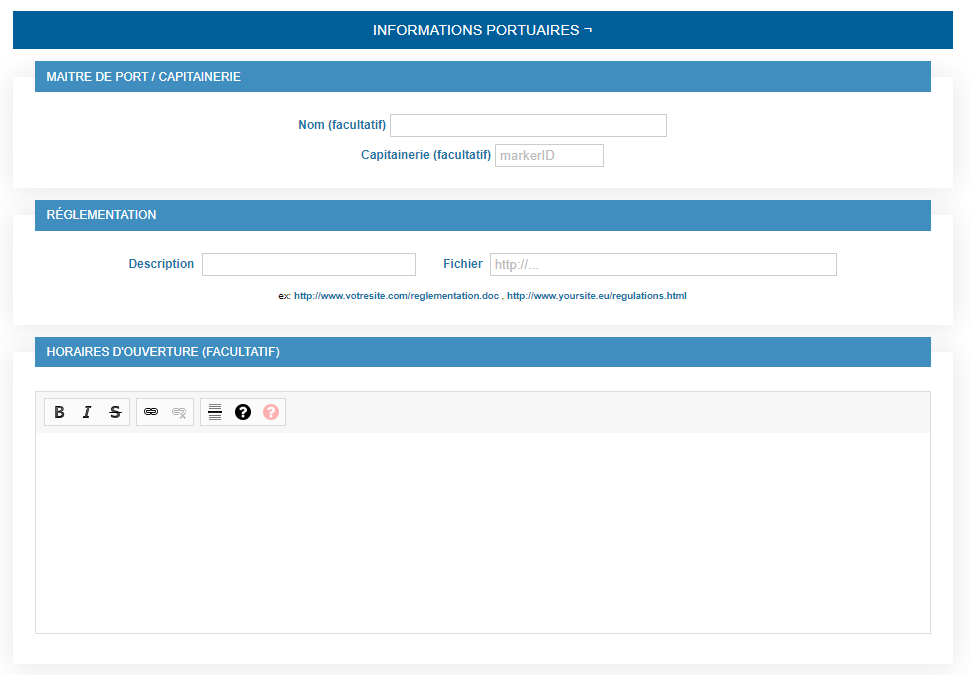 INFORMATIONS PORTUAIRES ¬
MAITRE DE PORT / CAPITAINERIE
Nom (facultatif)
Capitainerie (facultatif) markerID
RÉGLEMENTATION
Description Fichier http://...
ex: http://www.votresite.com/reglementation.doc , http://www.yoursite.eu/regulations.html
HORAIRES D'OUVERTURE (FACULTATIF)
B I S ? ?